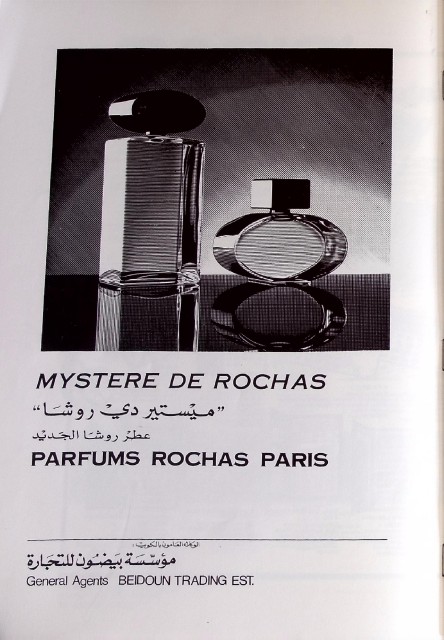 MYSTERE DE ROCHAS
”ميستير دي روشا“
عطر روشا الجديد
PARFUMS ROCHAS PARIS
الوكلاء العامون بالكويت :
مؤسسة بيضون للتجارة
General Agents BEIDOUN TRADING EST.